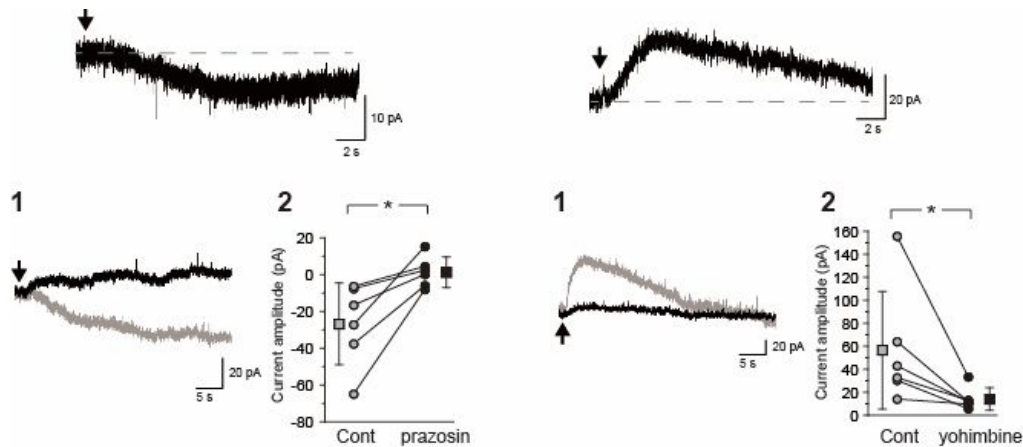 10 pA
2 s
20 pA
2 s
1
2
*
20
0
-20
-40
-60
-80
Current amplitude (pA)
Cont
prazosin
20 pA
5 s
1
2
*
160
140
120
100
80
60
40
20
0
Current amplitude (pA)
Cont
yohimbine
20 pA
5 s